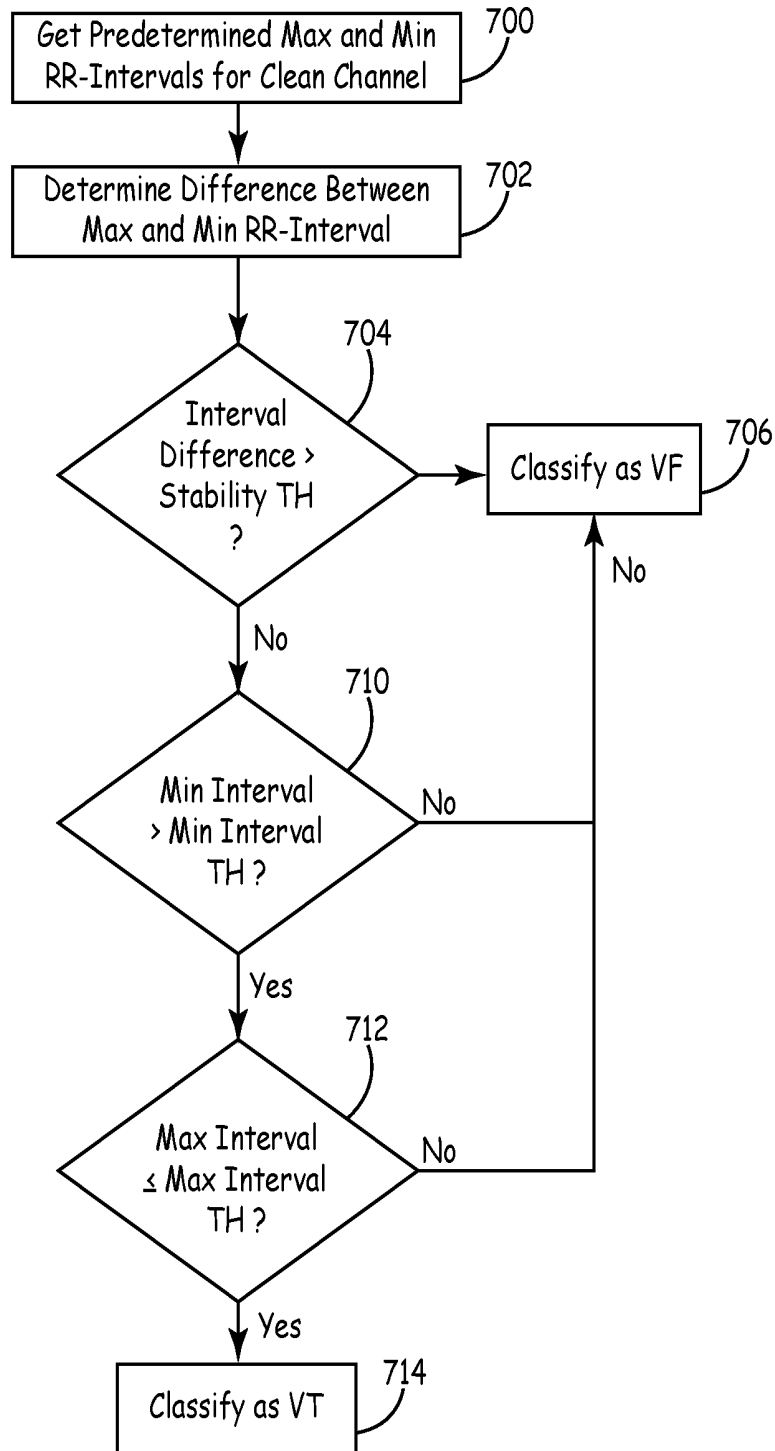 Get Predetermined Max and Min
RR-Intervals for Clean Channel
700
Determine Difference Between
Max and Min RR-Interval
702
704
Interval
Difference >
Stability TH
?
Classify as VF
706
No
No
710
Min Interval
> Min Interval
TH ?
No
Yes
712
Max Interval
≤ Max Interval
TH ?
No
Yes
Classify as VT
714